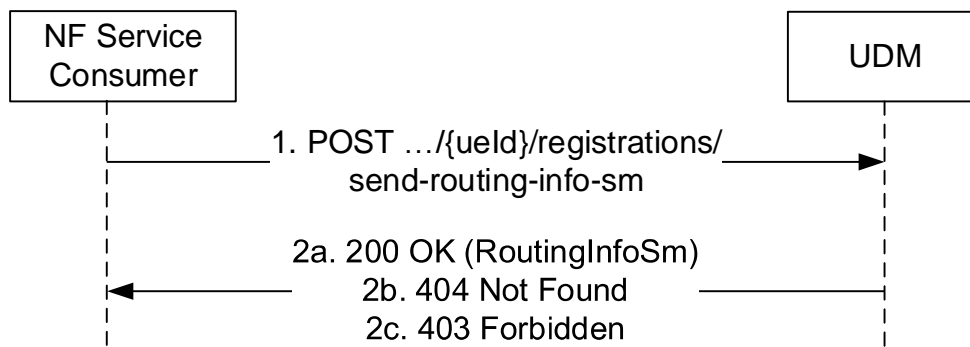 NF Service
Consumer
UDM
1. POST …/{ueId}/registrations/
send-routing-info-sm
2a. 200 OK (RoutingInfoSm)
2b. 404 Not Found
2c. 403 Forbidden